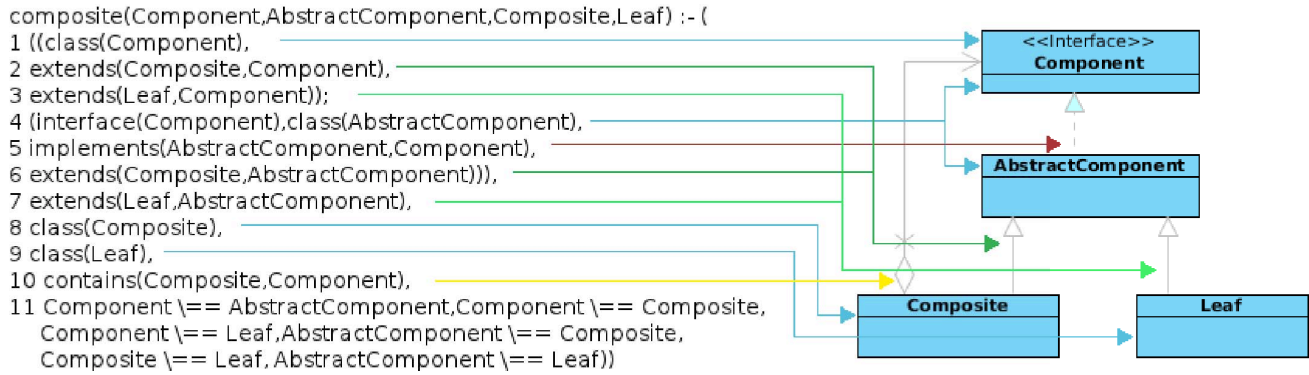 composite(Component,AbstractComponent,Composite,Leaf) :- (
1 ((class(Component),
2 extends(Composite,Component),
3 extends(Leaf,Component));
4 (interface(Component),class(AbstractComponent),
5 implements(AbstractComponent,Component),
6 extends(Composite,AbstractComponent))),
7 extends(Leaf,AbstractComponent),
8 class(Composite),
9 class(Leaf),
10 contains(Composite,Component),
11 Component \== AbstractComponent,Component \== Composite,
Component \== Leaf,AbstractComponent \== Composite,
Composite \== Leaf, AbstractComponent \== Leaf))
<<Interface>>
Component
AbstractComponent
Composite
Leaf